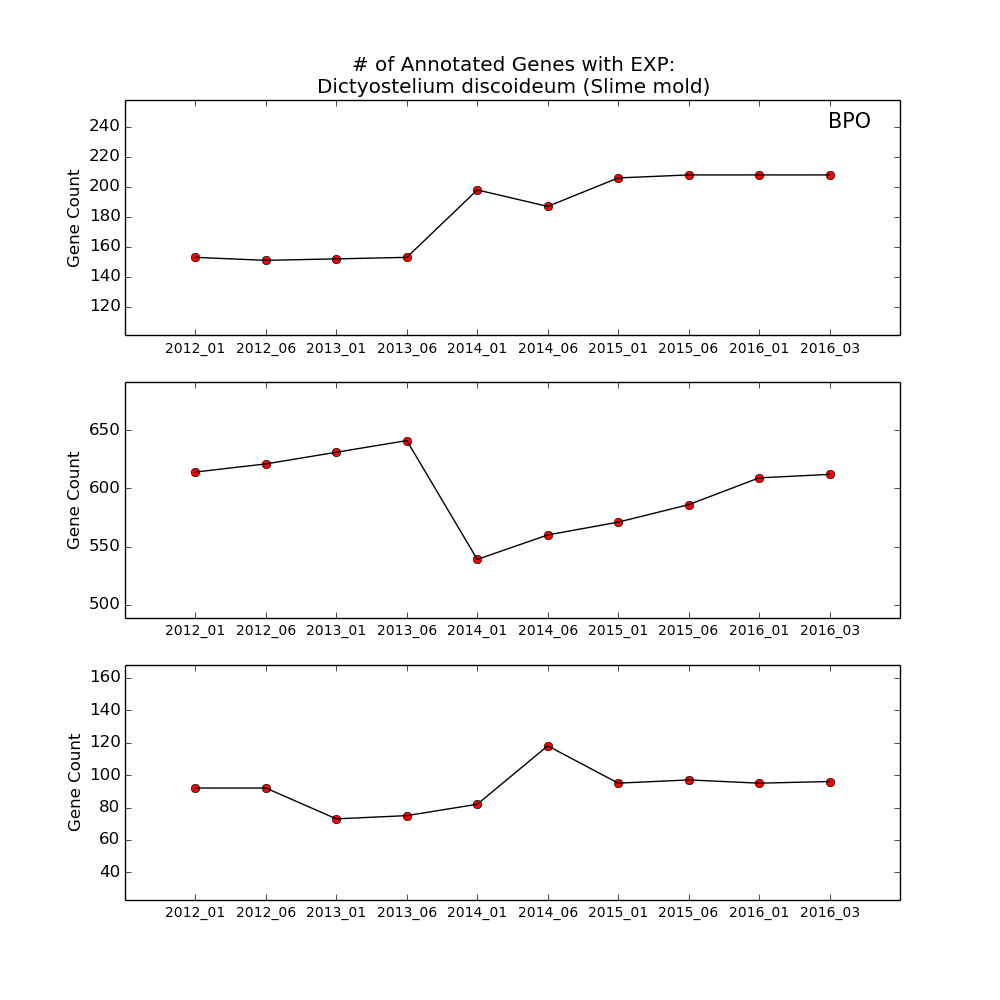 # of Annotated Genes with EXP:
Dictyostelium discoideum (Slime mold)
BPO
240
220
200
180
160
140
120
Gene Count
2012_01 2012_06 2013_01 2013_06 2014_01 2014_06 2015_01 2015_06 2016_01 2016_03
650
600
550
500
Gene Count
2012_01 2012_06 2013_01 2013_06 2014_01 2014_06 2015_01 2015_06 2016_01 2016_03
160
140
120
100
80
60
40
Gene Count
2012_01 2012_06 2013_01 2013_06 2014_01 2014_06 2015_01 2015_06 2016_01 2016_03